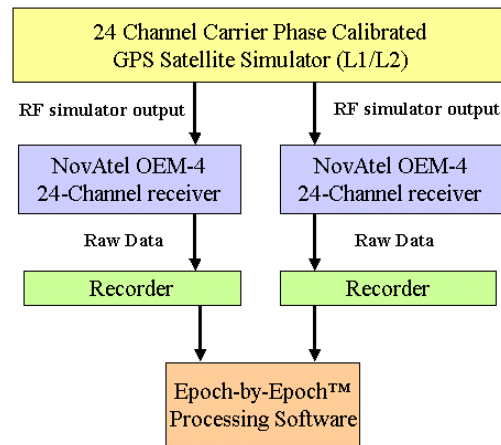 24 Channel Carrier Phase Calibrated
GPS Satellite Simulator (L1/L2)
RF simulator output
RF simulator output
NovAtel OEM-4
24-Channel receiver
NovAtel OEM-4
24-Channel receiver
Raw Data
Raw Data
Recorder
Recorder
Epoch-by-Epoch™
Processing Software